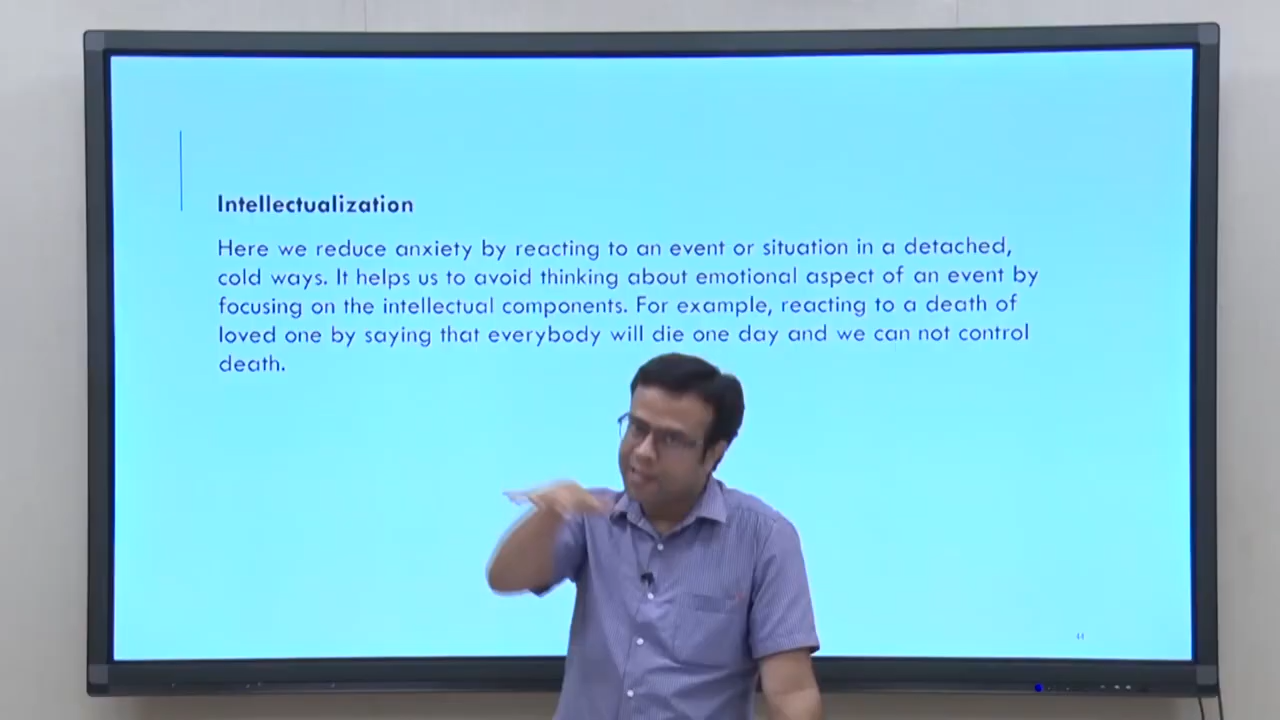 Intellectualization
Here we reduce anxiety by reacting to an event or situation in a detached,
cold ways. It helps us to avoid thinking about emotional aspect of an event by
focusing on the intellectual components. For example, reacting to a death of
loved one by saying that everybody will die one day and we can not control
death.